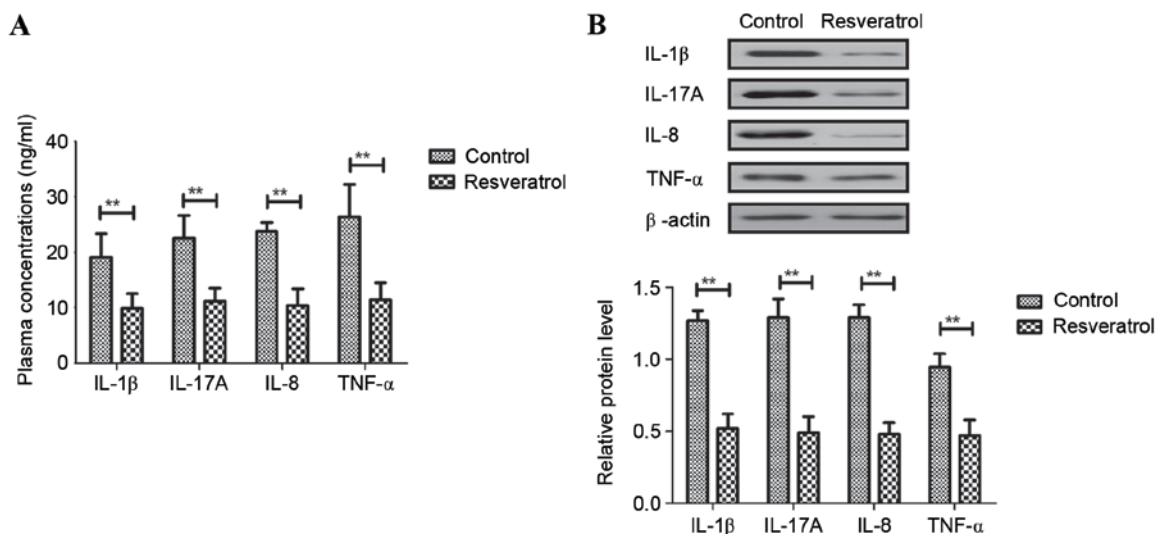 A
Plasma concentrations (ng/ml)
40
30
20
10
0
** ** ** **
IL-1β IL-17A IL-8 TNF-α
Control
Resveratrol
B
Control Resveratrol
IL-1β
IL-17A
IL-8
TNF-α
β -actin
Relative protein level
1.5
1.0
0.5
0.0
** ** ** **
IL-1β IL-17A IL-8 TNF-α
Control
Resveratrol